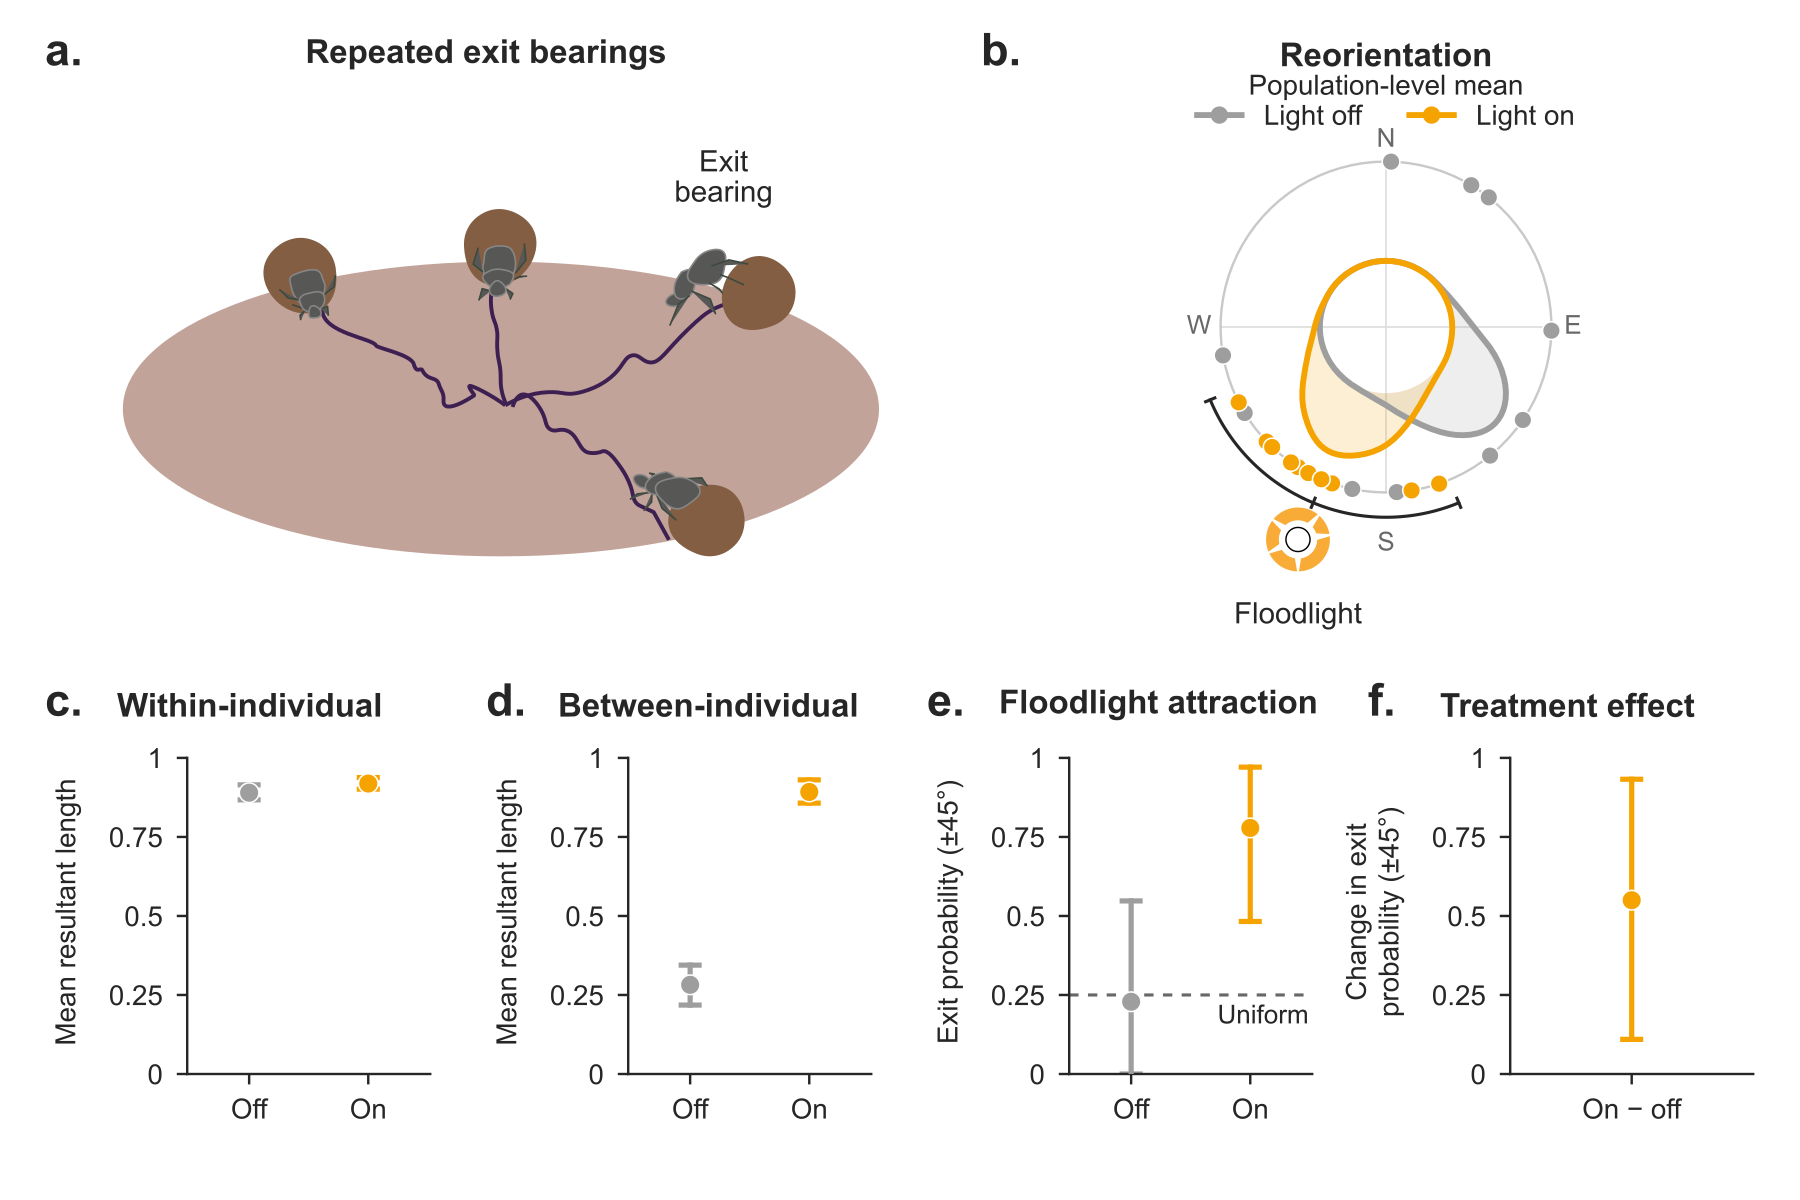 a.
Repeated exit bearings
Exit
bearing
b.
Reorientation
Population-level mean
Light off
Light on
N
W
E
S
Floodlight
c.
Within-individual
Mean resultant length
1
0.75
0.5
0.25
0
Off
On
d.
Between-individual
Mean resultant length
1
0.75
0.5
0.25
0
Off
On
e.
Floodlight attraction
Exit probability (±45°)
1
0.75
0.5
0.25
0
Uniform
Off
On
f.
Treatment effect
Change in exit
probability (±45°)
1
0.75
0.5
0.25
0
On − off